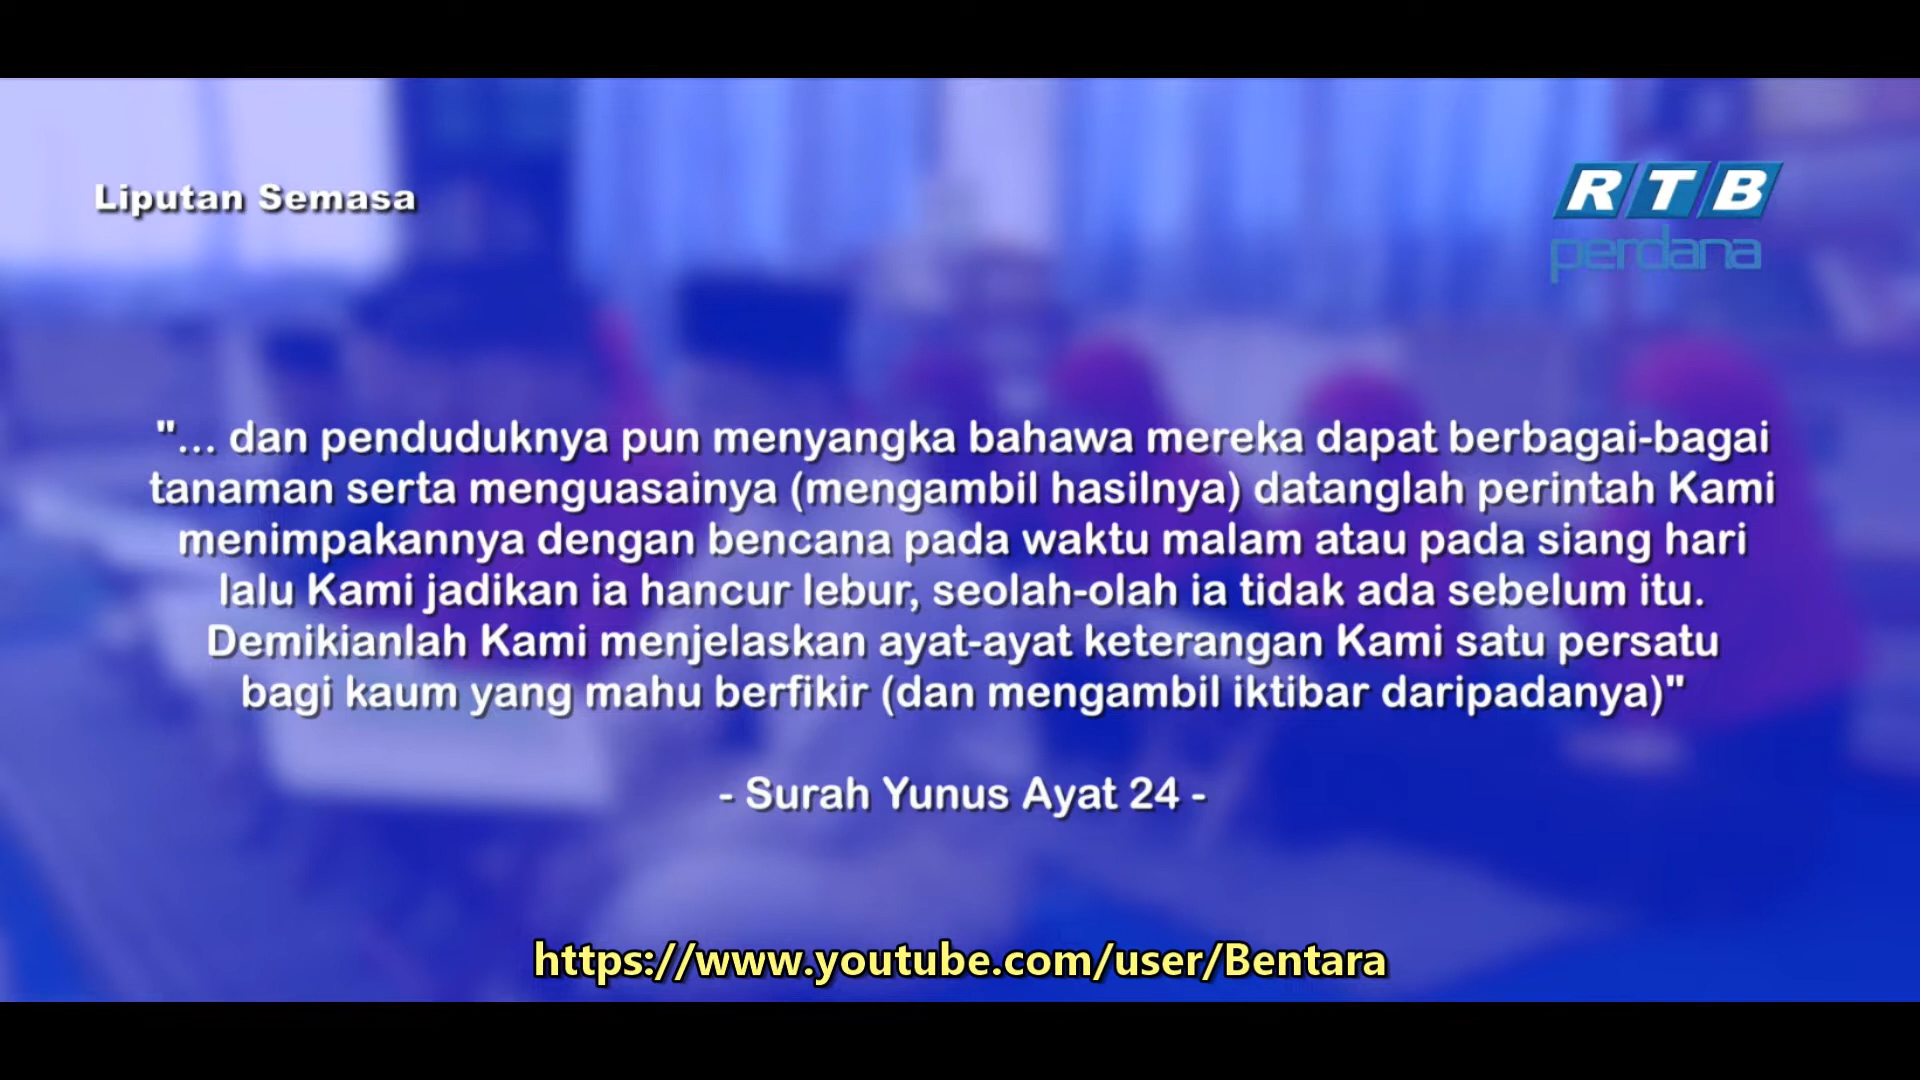 Liputan Semasa
RTB
perdana
"... dan penduduknya pun menyangka bahawa mereka dapat berbagai-bagai
tanaman serta menguasainya (mengambil hasilnya) datanglah perintah Kami
menimpakannya dengan bencana pada waktu malam atau pada siang hari
lalu Kami jadikan ia hancur lebur, seolah-olah ia tidak ada sebelum itu.
Demikianlah Kami menjelaskan ayat-ayat keterangan Kami satu persatu
bagi kaum yang mahu berfikir (dan mengambil iktibar daripadanya)"
- Surah Yunus Ayat 24 -
https://www.youtube.com/user/Bentara